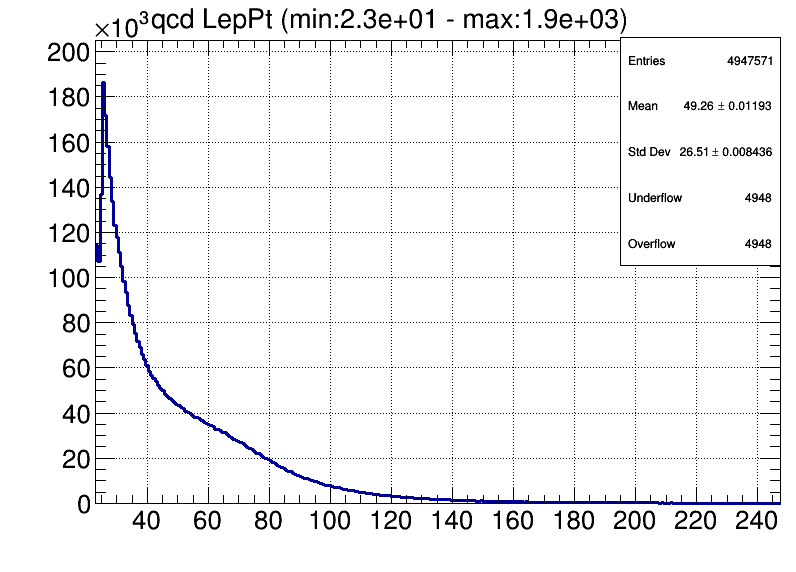 ×10³ qcd LepPt (min:2.3e+01 - max:1.9e+03)
Entries 4947571
Mean 49.26 ± 0.01193
Std Dev 26.51 ± 0.008436
Underflow 4948
Overflow 4948
200
180
160
140
120
100
80
60
40
20
0
40 60 80 100 120 140 160 180 200 220 240